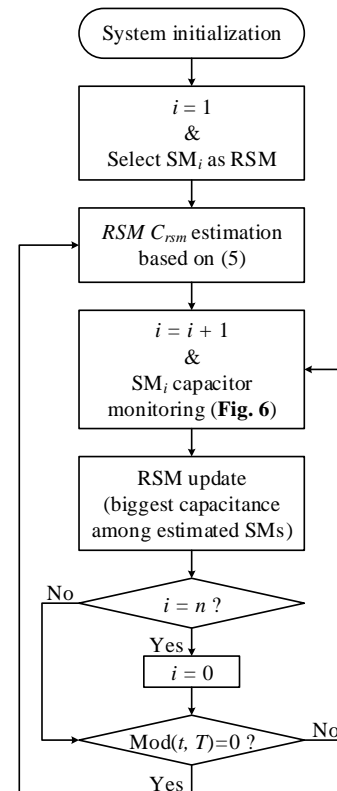 System initialization
i = 1
&
Select SMi as RSM
RSM Crsm estimation
based on (5)
i = i + 1
&
SMi capacitor
monitoring (Fig. 6)
RSM update
(biggest capacitance
among estimated SMs)
No
i = n ?
Yes
i = 0
Mod(t, T)=0 ?
No
Yes